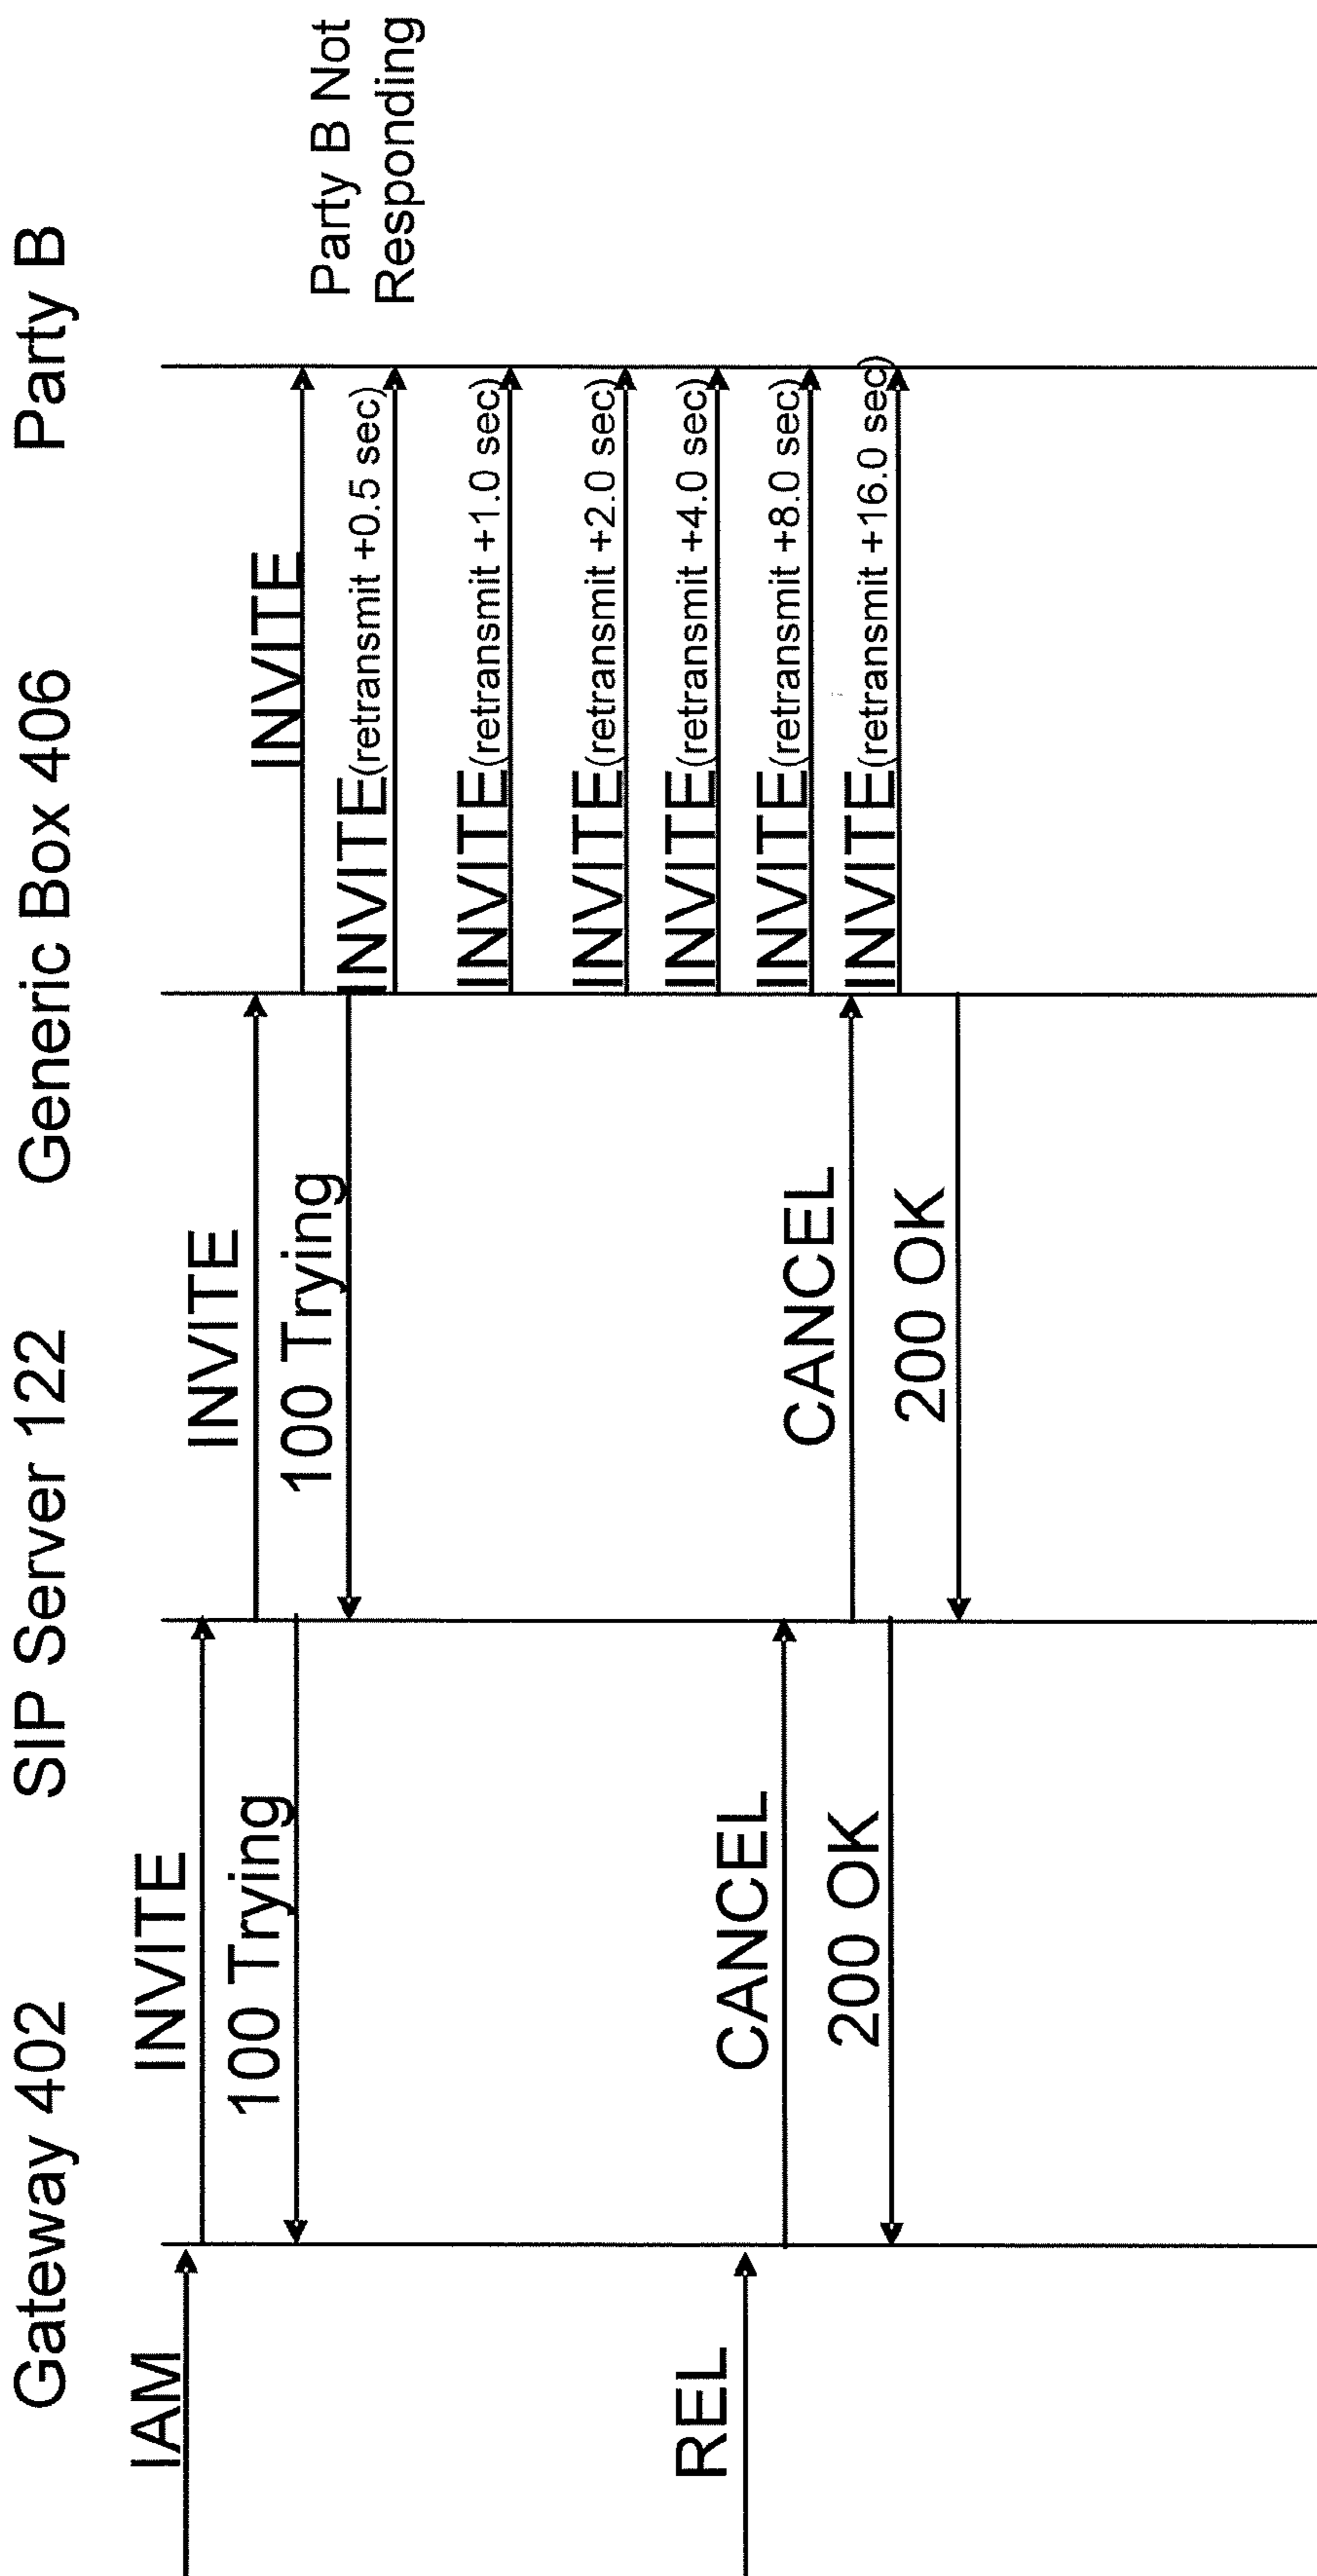 Gateway 402
SIP Server 122
Generic Box 406
Party B
IAM
INVITE
INVITE
100 Trying
INVITE
100 Trying
Party B Not
Responding
INVITE(retransmit +0.5 sec)
INVITE(retransmit +1.0 sec)
INVITE(retransmit +2.0 sec)
INVITE(retransmit +4.0 sec)
REL
CANCEL
INVITE(retransmit +8.0 sec)
CANCEL
200 OK
INVITE(retransmit +16.0 sec)
200 OK